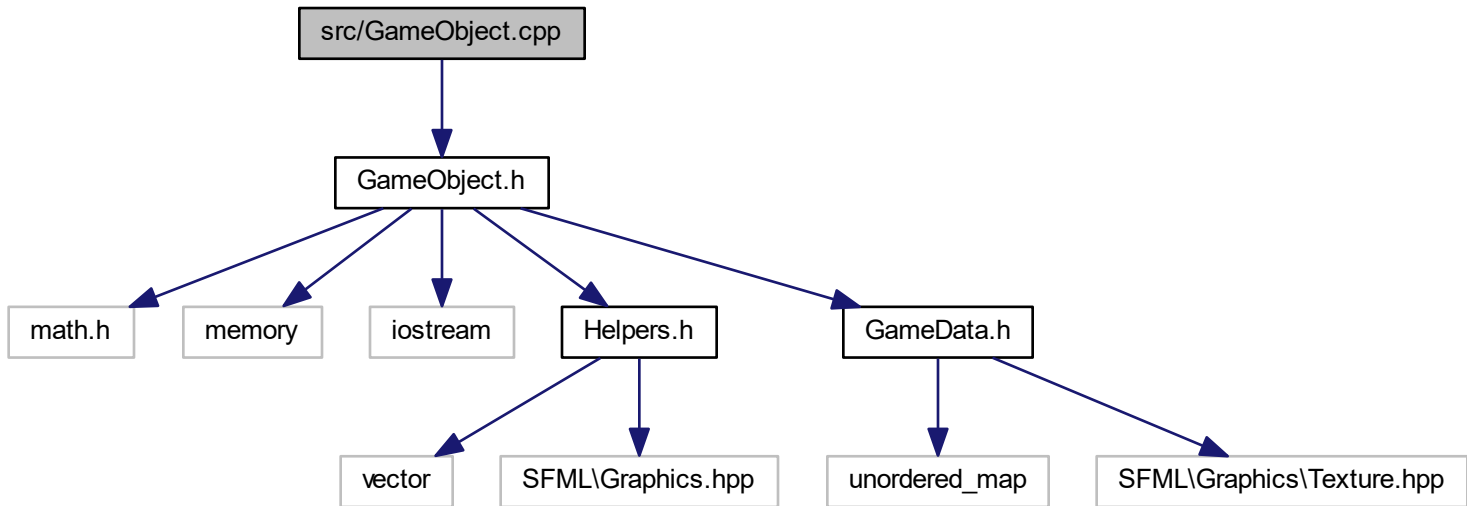 src/GameObject.cpp
GameObject.h
math.h
memory
iostream
Helpers.h
GameData.h
vector
SFML\Graphics.hpp
unordered_map
SFML\Graphics\Texture.hpp